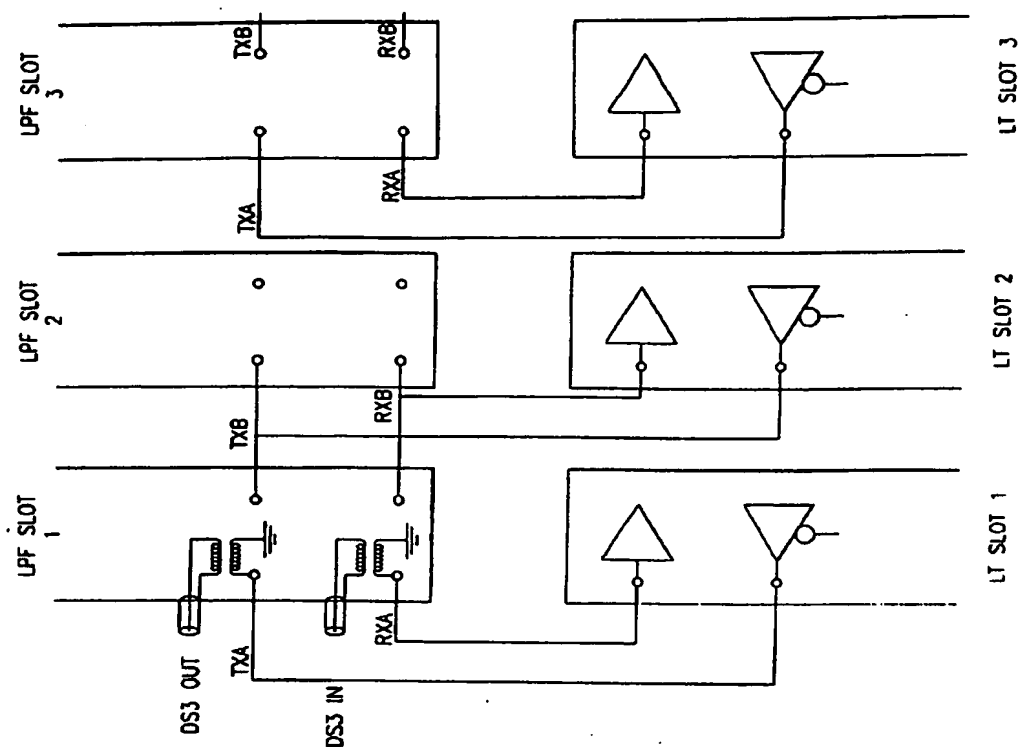 LPF SLOT
3
TXB
RXB
TXA
RXA
LT SLOT 3
LPF SLOT
2
TXB
RXB
LT SLOT 2
LPF SLOT
1
DS3 OUT
TXA
DS3 IN
RXA
LT SLOT 1